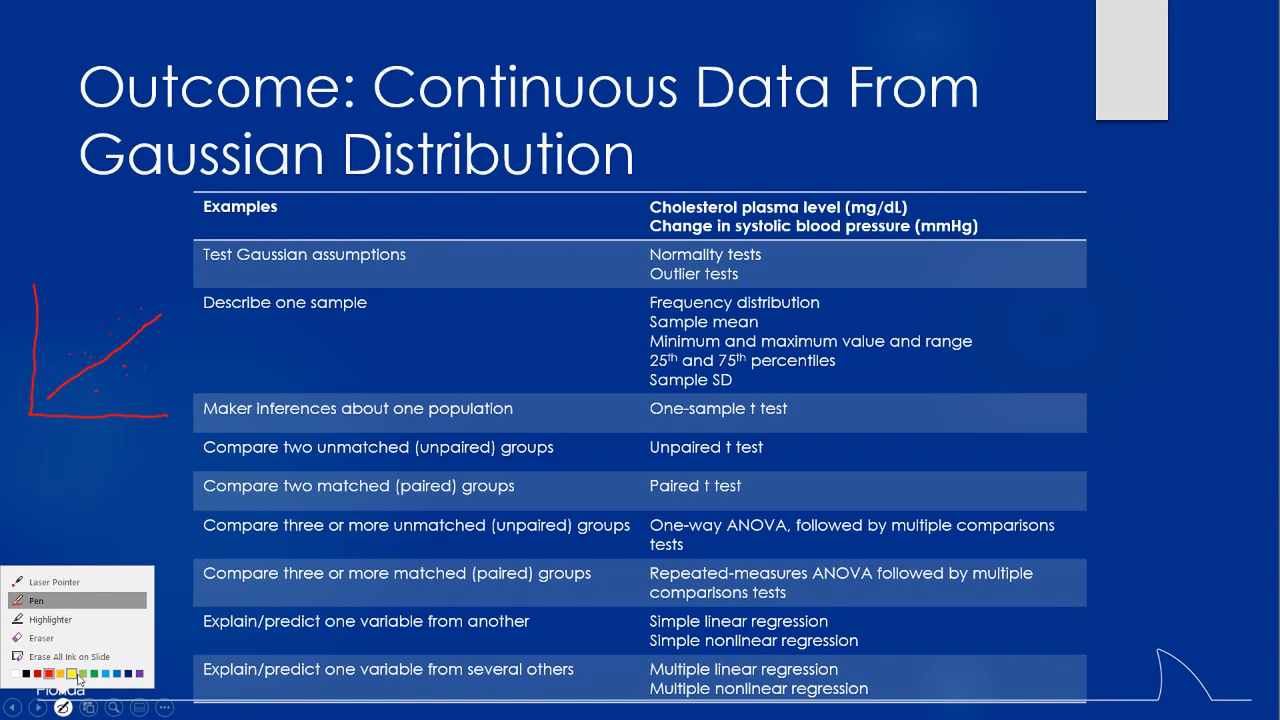 Outcome: Continuous Data From
Gaussian Distribution
Examples
Cholesterol plasma level (mg/dL)
Change in systolic blood pressure (mmHg)
Test Gaussian assumptions
Normality tests
Outlier tests
Describe one sample
Frequency distribution
Sample mean
Minimum and maximum value and range
25th and 75th percentiles
Sample SD
Maker inferences about one population
One-sample t test
Compare two unmatched (unpaired) groups
Unpaired t test
Compare two matched (paired) groups
Paired t test
Compare three or more unmatched (unpaired) groups
One-way ANOVA, followed by multiple comparisons
tests
Compare three or more matched (paired) groups
Repeated-measures ANOVA followed by multiple
comparisons tests
Explain/predict one variable from another
Simple linear regression
Simple nonlinear regression
Explain/predict one variable from several others
Multiple linear regression
Multiple nonlinear regression
Laser Pointer
Pen
Highlighter
Eraser
Erase All Ink on Slide
Florida